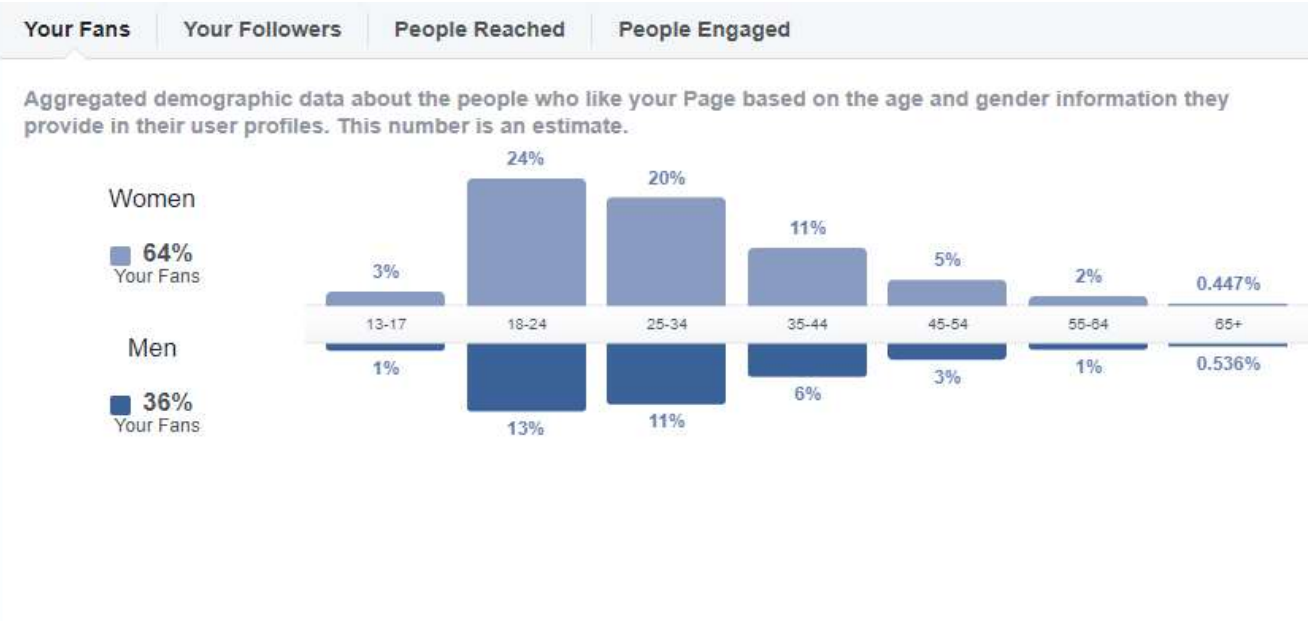 Your Fans Your Followers People Reached People Engaged
Aggregated demographic data about the people who like your Page based on the age and gender information they
provide in their user profiles. This number is an estimate.
Women
64%
Your Fans
3% 24% 20% 11% 5% 2% 0.447%
13-17 18-24 25-34 35-44 45-54 55-64 65+
Men
36%
Your Fans
1% 13% 11% 6% 3% 1% 0.536%